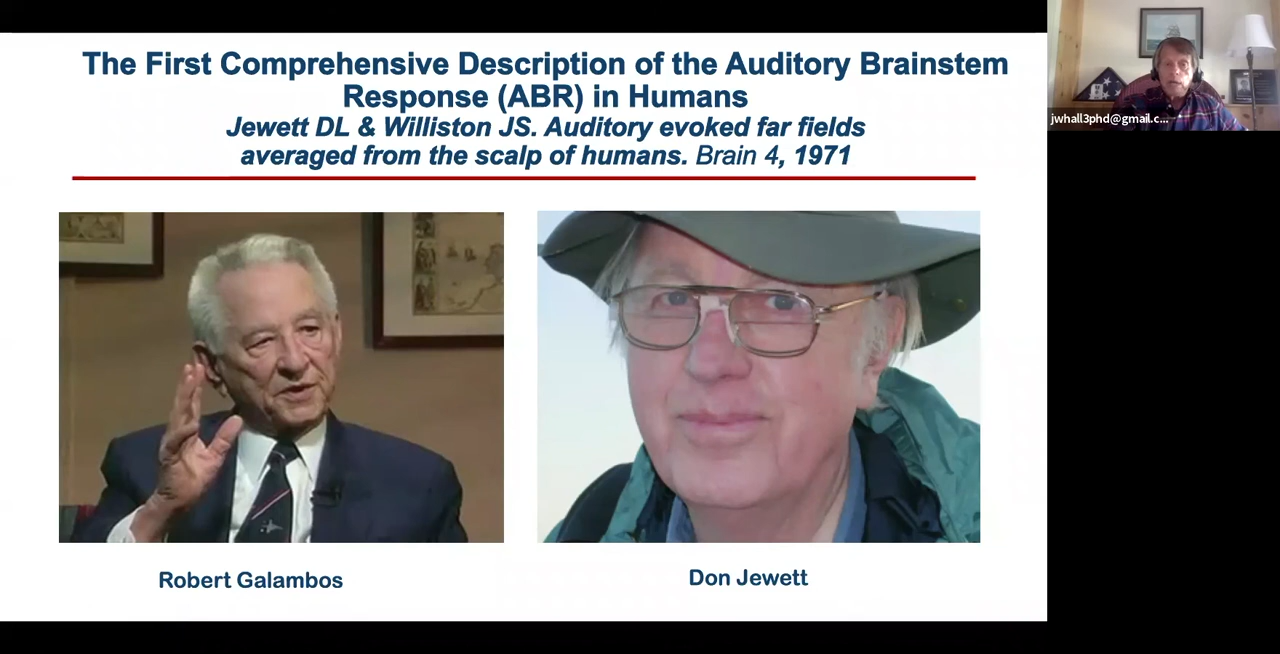 The First Comprehensive Description of the Auditory Brainstem
Response (ABR) in Humans
Jewett DL & Williston JS. Auditory evoked far fields
averaged from the scalp of humans. Brain 4, 1971
jwhall3phd@gmail.c...
Robert Galambos
Don Jewett